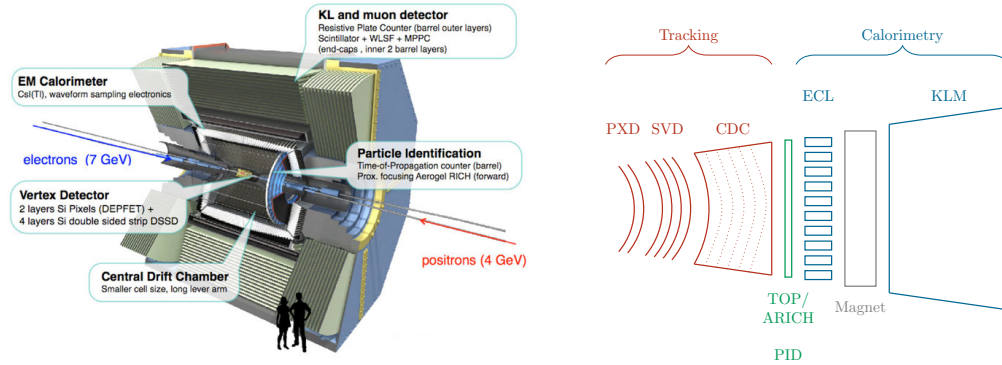 KL and muon detector
Resistive Plate Counter (barrel outer layers)
Scintillator + WLSF + MPPC
(end-caps , inner 2 barrel layers)
EM Calorimeter
CsI(Tl), waveform sampling electronics
electrons (7 GeV)
Particle Identification
Time-of-Propagation counter (barrel)
Prox. focusing Aerogel RICH (forward)
Vertex Detector
2 layers Si Pixels (DEPFET) +
4 layers Si double sided strip DSSD
positrons (4 GeV)
Central Drift Chamber
Smaller cell size, long lever arm
Tracking
Calorimetry
ECL
KLM
PXD
SVD
CDC
TOP/
ARICH
Magnet
PID